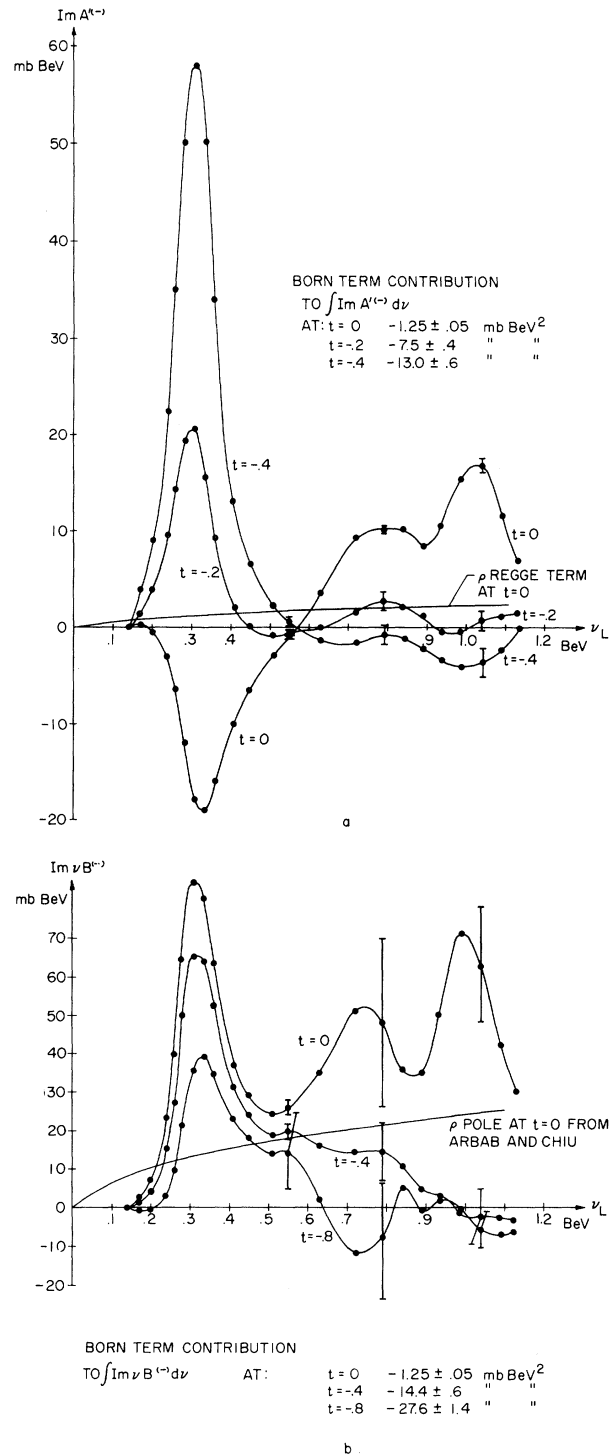 Im A'(-)
mb BeV
60
50
40
30
20
10
0
-10
-20
BORN TERM CONTRIBUTION
TO ∫ Im A'(-) dν
AT: t = 0 -1.25 ± .05 mb BeV²
t = -.2 -7.5 ± .4 " "
t = -.4 -13.0 ± .6 " "
t = -.4
t = -.2
t = 0
t = 0
ρ REGGE TERM
AT t = 0
t = -.2
t = -.4
.1 .2 .3 .4 .5 .6 .7 .8 .9 1.0 1.2 νL
BeV
a
Im ν B(-)
mb BeV
70
60
50
40
30
20
10
0
-10
-20
t = 0
ρ POLE AT t = 0 FROM
ARBAB AND CHIU
t = -.4
t = -.8
.1 .2 .3 .4 .5 .6 .7 .8 .9 1.0 1.2 νL
BeV
BORN TERM CONTRIBUTION
TO ∫ Im ν B(-) dν AT: t = 0 -1.25 ± .05 mb BeV²
t = -.4 -14.4 ± .6 " "
t = -.8 -27.6 ± 1.4 " "
b